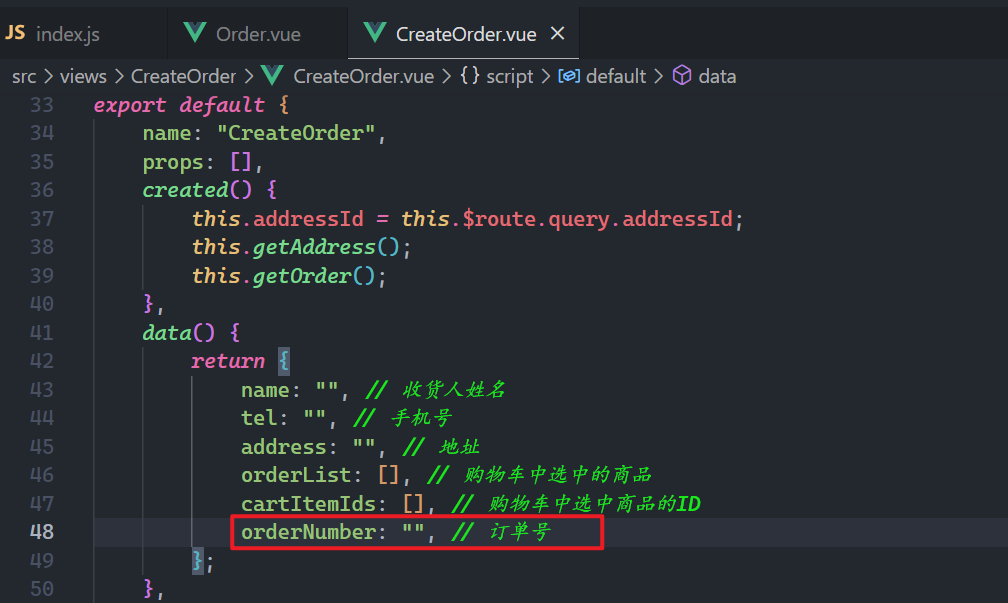 JS index.js Order.vue CreateOrder.vue ×
src > views > CreateOrder > CreateOrder.vue > {} script > default > data
33 export default {
34 name: "CreateOrder",
35 props: [],
36 created() {
37 this.addressId = this.$route.query.addressId;
38 this.getAddress();
39 this.getOrder();
40 },
41 data() {
42 return {
43 name: "", // 收货人姓名
44 tel: "", // 手机号
45 address: "", // 地址
46 orderList: [], // 购物车中选中的商品
47 cartItemIds: [], // 购物车中选中商品的ID
48 orderNumber: "", // 订单号
49 };
50 },